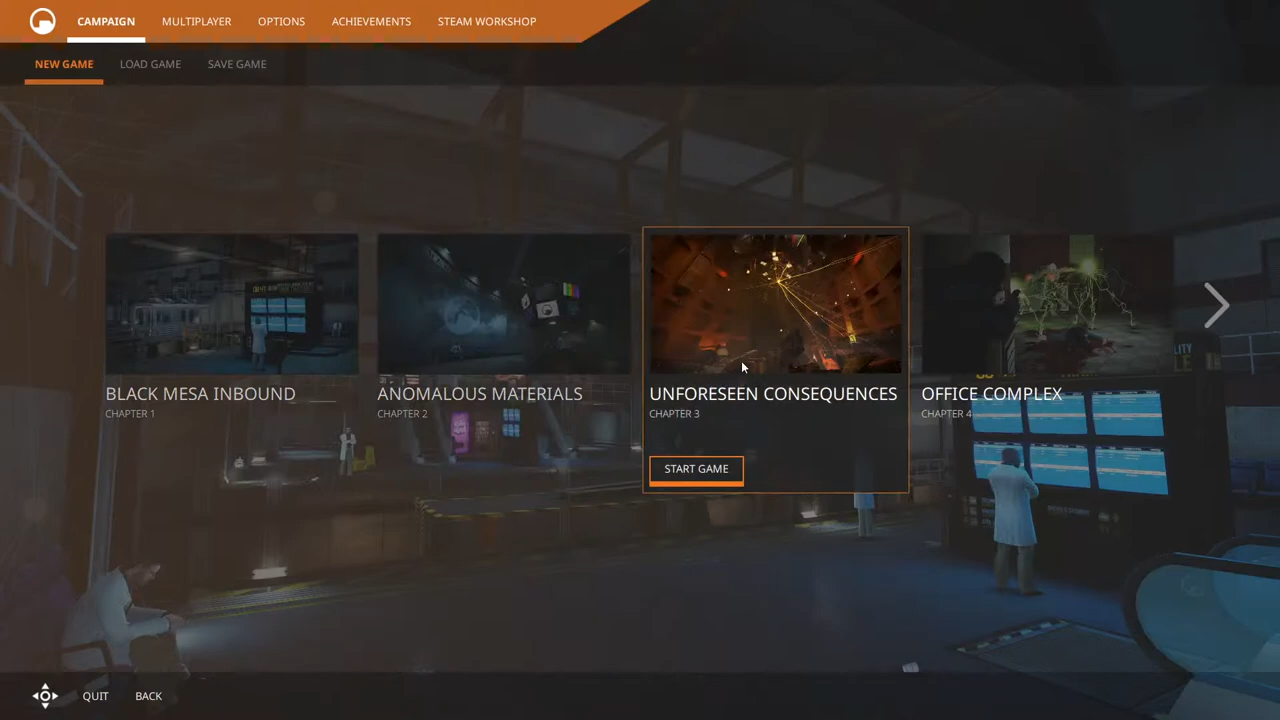 CAMPAIGN MULTIPLAYER OPTIONS ACHIEVEMENTS STEAM WORKSHOP
NEW GAME LOAD GAME SAVE GAME
BLACK MESA INBOUND
CHAPTER 1
ANOMALOUS MATERIALS
CHAPTER 2
UNFORESEEN CONSEQUENCES
CHAPTER 3
START GAME
OFFICE COMPLEX
CHAPTER 4
QUIT BACK